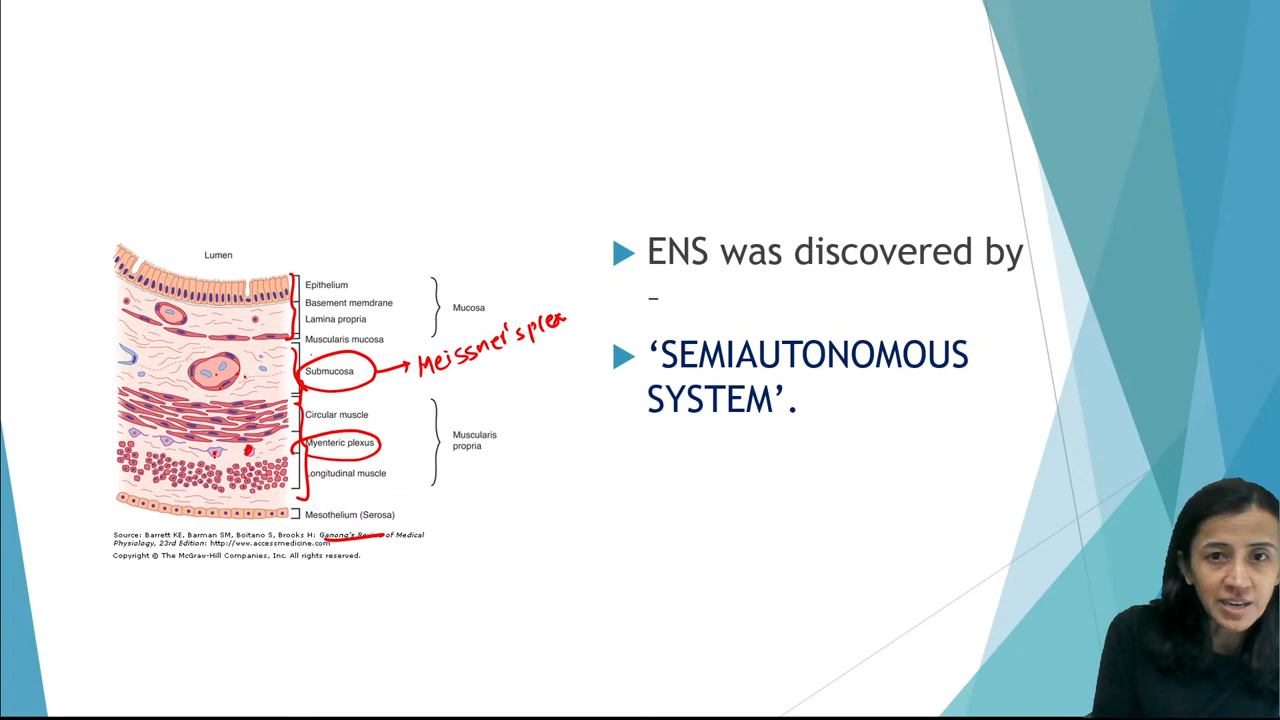 Lumen
Epithelium
Basement memdrane
Lamina propria
Muscularis mucosa
Mucosa
Submucosa
Meissner's plex
Circular muscle
Myenteric plexus
Longitudinal muscle
Muscularis
propria
Mesothelium (Serosa)
Source: Barrett KE, Barman SM, Boitano S, Brooks H: Ganong's Review of Medical
Physiology, 23rd Edition: http://www.accessmedicine.com
Copyright © The McGraw-Hill Companies, Inc. All rights reserved.
ENS was discovered by
–
‘SEMIAUTONOMOUS
SYSTEM’.